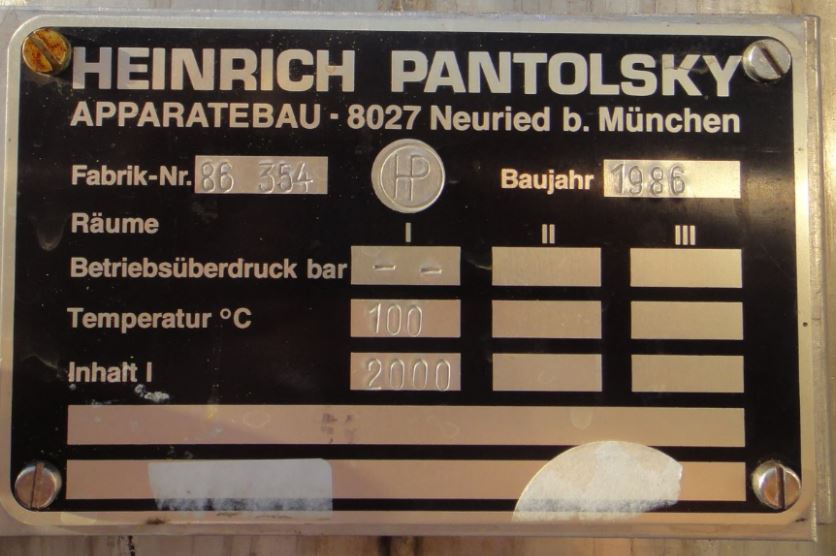 HEINRICH PANTOLSKY
APPARATEBAU - 8027 Neuried b. München
Fabrik-Nr. 86 354 HP Baujahr 1986
Räume I II III
Betriebsüberdruck bar - -
Temperatur °C 100
Inhalt l 2000